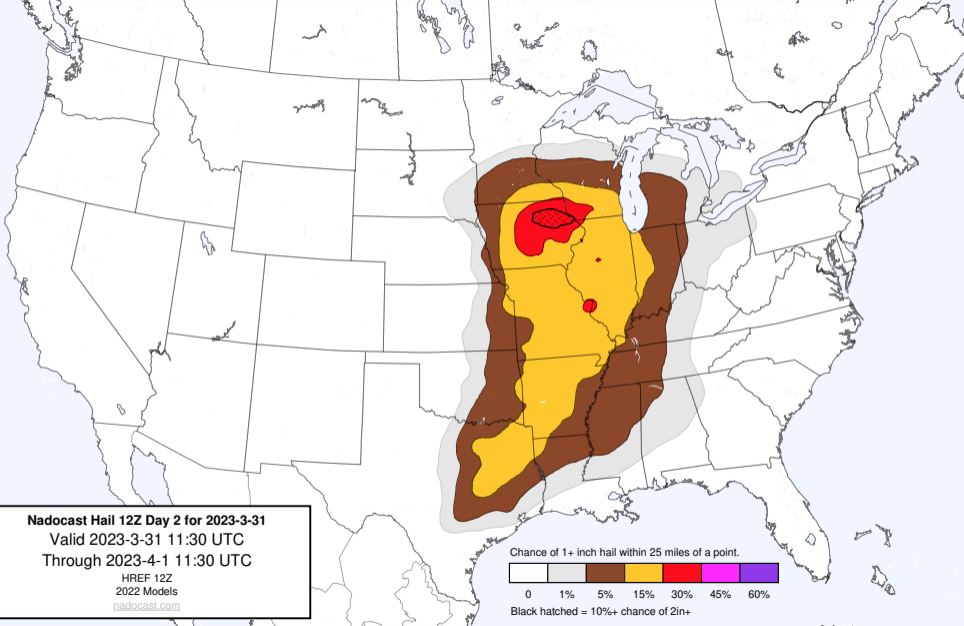 Nadocast Hail 12Z Day 2 for 2023-3-31
Valid 2023-3-31 11:30 UTC
Through 2023-4-1 11:30 UTC
HREF 12Z
2022 Models
nadocast.com
Chance of 1+ inch hail within 25 miles of a point.
0 1% 5% 15% 30% 45% 60%
Black hatched = 10%+ chance of 2in+